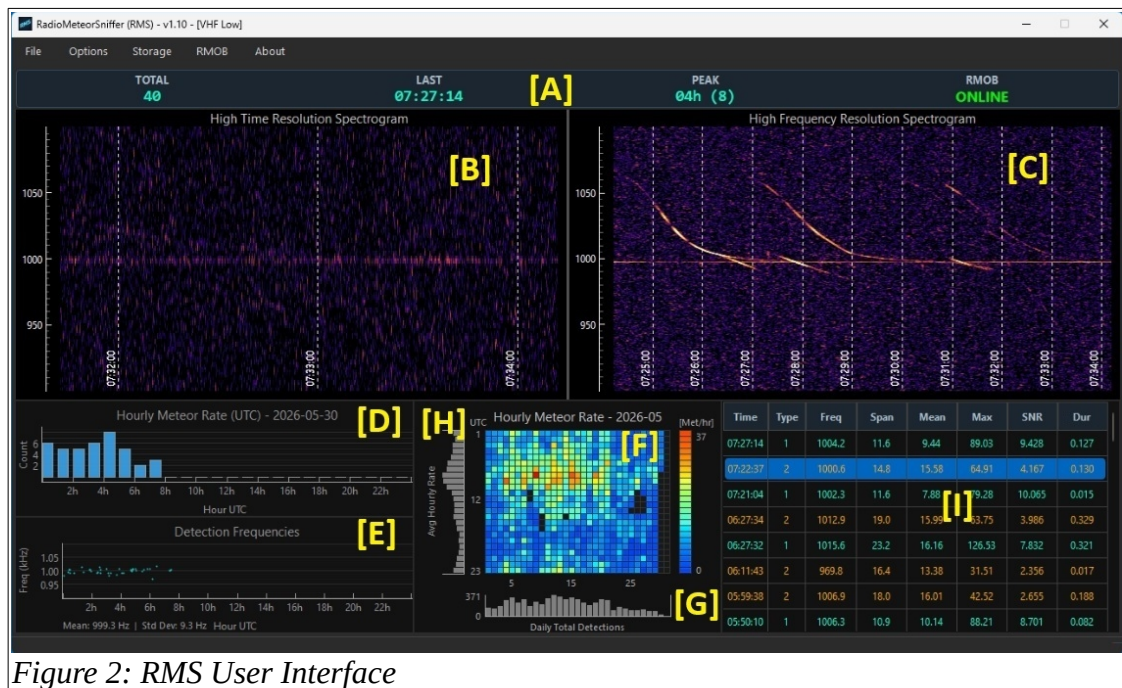 RMS RadioMeteorSniffer (RMS) - v1.10 - [VHF Low]
File Options Storage RMOB About
TOTAL LAST PEAK RMOB
40 07:27:14 [A] 04h (8) ONLINE
High Time Resolution Spectrogram
[B]
1050
1000
950
07:32:00 07:33:00 07:34:00
High Frequency Resolution Spectrogram
[C]
1050
1000
950
07:25:00 07:26:00 07:27:00 07:28:00 07:29:00 07:30:00 07:31:00 07:32:00 07:33:00 07:34:00
Hourly Meteor Rate (UTC) - 2026-05-30 [D]
Count
6
4
2
2h 4h 6h 8h 10h 12h 14h 16h 18h 20h 22h
Hour UTC
Detection Frequencies [E]
Freq (kHz)
1.05
1.00
0.95
2h 4h 6h 8h 10h 12h 14h 16h 18h 20h 22h
Mean: 999.3 Hz | Std Dev: 9.3 Hz Hour UTC
[H] UTC Hourly Meteor Rate - 2026-05 [Met/hr]
[F]
Avg Hourly Rate
1
12
23
37
0
5 15 25
371
0
[G]
Daily Total Detections
Time Type Freq Span Mean Max SNR Dur
07:27:14 1 1004.2 11.6 9.44 89.03 9.428 0.127
07:22:37 2 1000.6 14.8 15.58 64.91 4.167 0.130
07:21:04 1 1002.3 11.6 7.88 79.28 10.065 0.015
[I]
06:27:34 2 1012.9 19.0 15.99 3.986 0.329
06:27:32 1 1015.6 23.2 16.16 126.53 7.832 0.321
06:11:43 2 969.8 16.4 13.38 31.51 2.356 0.017
05:59:38 2 1006.9 18.0 16.01 42.52 2.655 0.188
05:50:10 1 1006.3 10.9 10.14 88.21 8.701 0.082
Figure 2: RMS User Interface